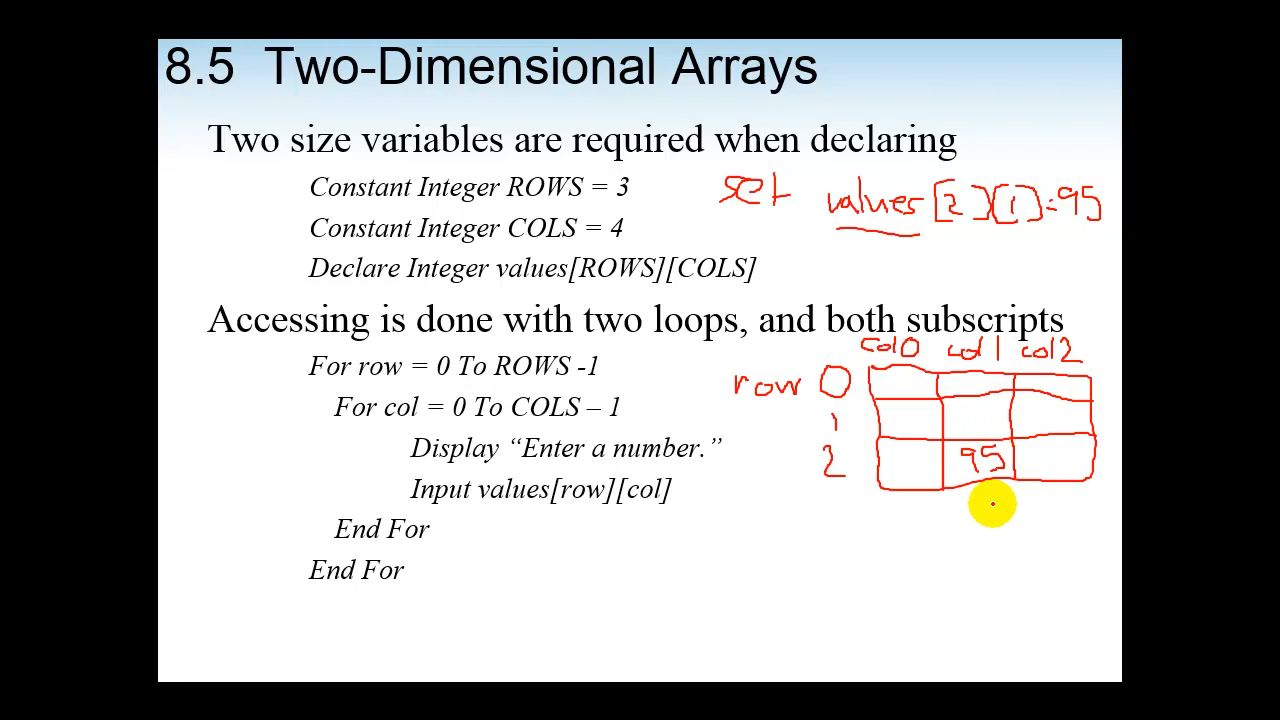 8.5 Two-Dimensional Arrays
Two size variables are required when declaring
Constant Integer ROWS = 3
Constant Integer COLS = 4
Declare Integer values[ROWS][COLS]
set values[2][1]=95
Accessing is done with two loops, and both subscripts
For row = 0 To ROWS -1
For col = 0 To COLS – 1
Display “Enter a number.”
Input values[row][col]
End For
End For
col0 col1 col2
row 0
1
2 95